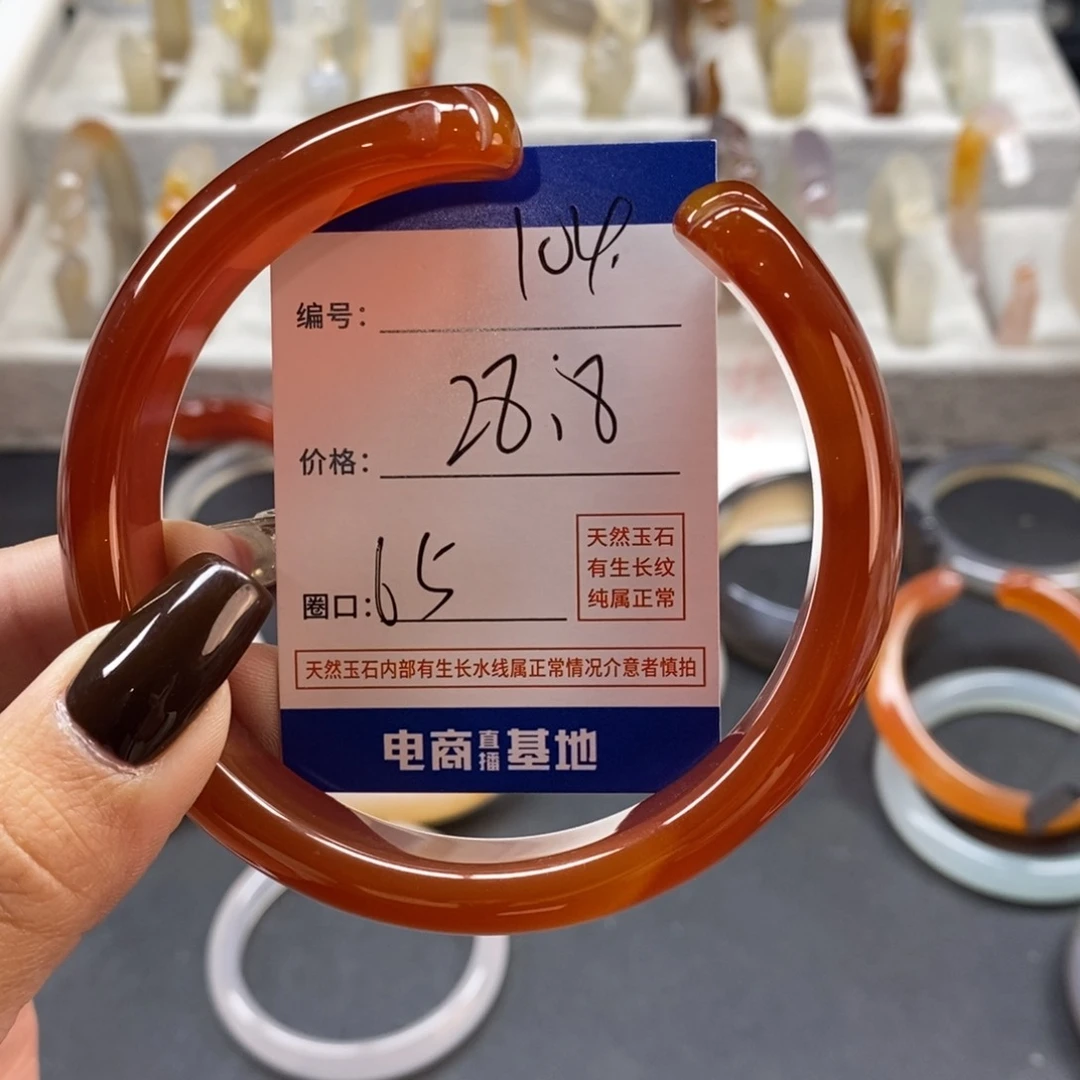 编号：104.
价格：28.8
圈口：65
天然玉石
有生长纹
纯属正常
天然玉石内部有生长水线属正常情况介意者慎拍
电商直播基地